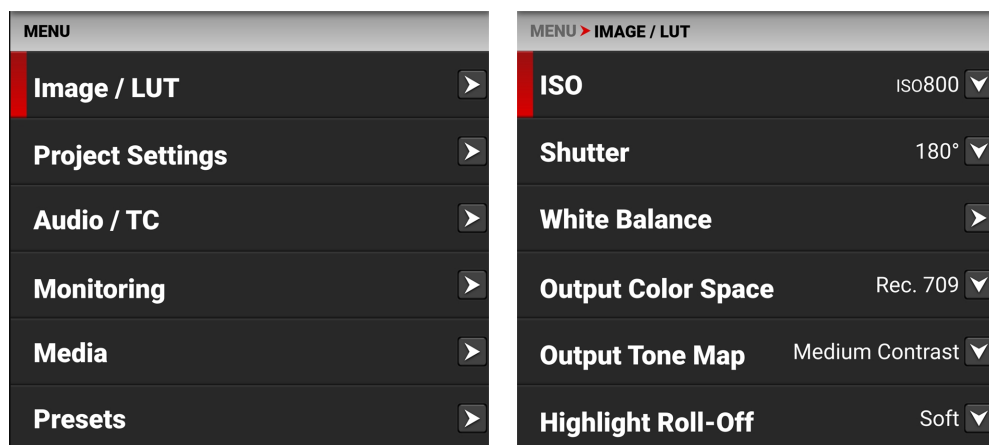 MENU
Image / LUT
Project Settings
Audio / TC
Monitoring
Media
Presets
MENU IMAGE / LUT
ISO ISO800
Shutter 180°
White Balance
Output Color Space Rec. 709
Output Tone Map Medium Contrast
Highlight Roll-Off Soft